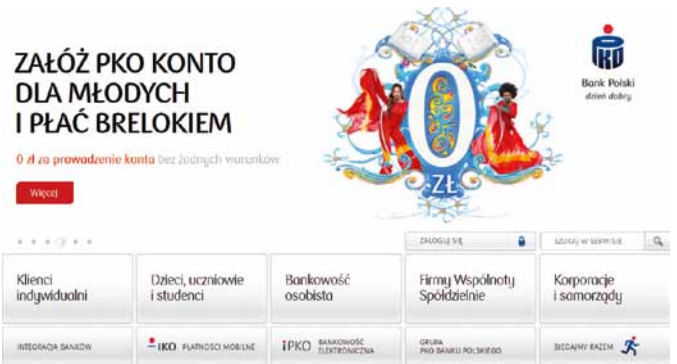 ZAŁÓŻ PKO KONTO
DLA MŁODYCH
I PŁAĆ BRELOKIEM
0 zł za prowadzenie konta bez żadnych warunków.
Więcej
0
ZŁ
PKO
Bank Polski
dzień dobry
ZALOGUJ SIĘ
SZUKAJ W SERWISIE
Klienci
indywidualni
Dzieci, uczniowie
i studenci
Bankowość
osobista
Firmy Wspólnoty
Spółdzielnie
Korporacje
i samorządy
INTEGRACJA BANKÓW
IKO PŁATNOŚCI MOBILNE
iPKO BANKOWOŚĆ
ELEKTRONICZNA
GRUPA
PKO BANKU POLSKIEGO
BIEGAJMY RAZEM